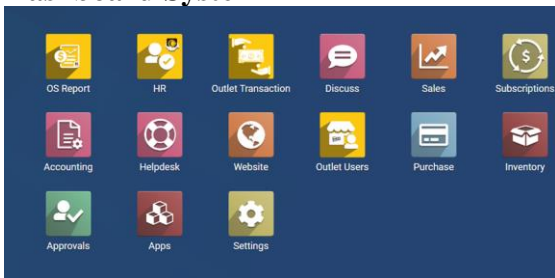 OS Report HR Outlet Transaction Discuss Sales Subscriptions
Accounting Helpdesk Website Outlet Users Purchase Inventory
Approvals Apps Settings